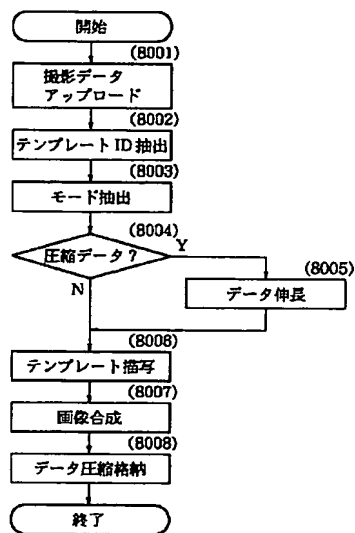 開始
(8001)
撮影データ
アップロード
(8002)
テンプレートID抽出
(8003)
モード抽出
(8004)
圧縮データ?
Y
(8005)
データ伸長
N
(8006)
テンプレート描写
(8007)
画像合成
(8008)
データ圧縮格納
終了